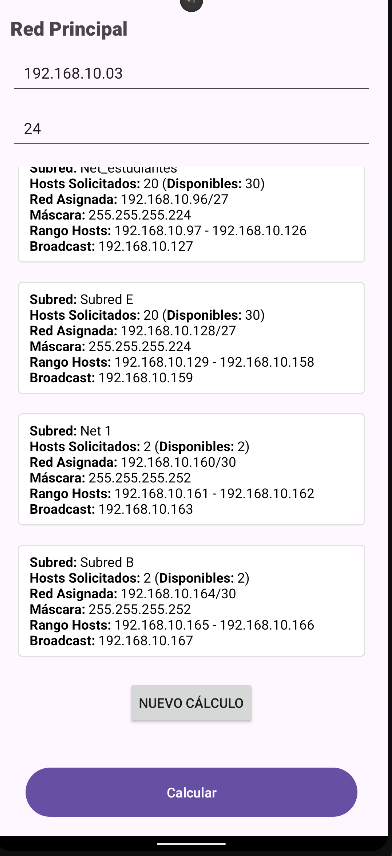 Red Principal
192.168.10.03
24
Subred: Net_estudiantes
Hosts Solicitados: 20 (Disponibles: 30)
Red Asignada: 192.168.10.96/27
Máscara: 255.255.255.224
Rango Hosts: 192.168.10.97 - 192.168.10.126
Broadcast: 192.168.10.127
Subred: Subred E
Hosts Solicitados: 20 (Disponibles: 30)
Red Asignada: 192.168.10.128/27
Máscara: 255.255.255.224
Rango Hosts: 192.168.10.129 - 192.168.10.158
Broadcast: 192.168.10.159
Subred: Net 1
Hosts Solicitados: 2 (Disponibles: 2)
Red Asignada: 192.168.10.160/30
Máscara: 255.255.255.252
Rango Hosts: 192.168.10.161 - 192.168.10.162
Broadcast: 192.168.10.163
Subred: Subred B
Hosts Solicitados: 2 (Disponibles: 2)
Red Asignada: 192.168.10.164/30
Máscara: 255.255.255.252
Rango Hosts: 192.168.10.165 - 192.168.10.166
Broadcast: 192.168.10.167
NUEVO CÁLCULO
Calcular